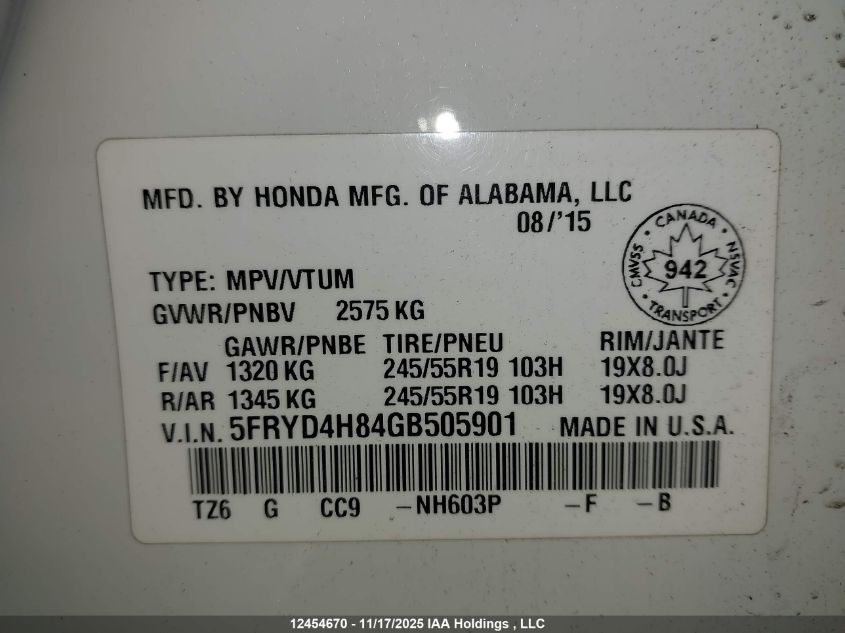 MFD. BY HONDA MFG. OF ALABAMA, LLC
08/'15
CANADA
CMVSS 942 NSVAC
TRANSPORT
TYPE: MPV/VTUM
GVWR/PNBV 2575 KG
GAWR/PNBE TIRE/PNEU RIM/JANTE
F/AV 1320 KG 245/55R19 103H 19X8.0J
R/AR 1345 KG 245/55R19 103H 19X8.0J
V.I.N. 5FRYD4H84GB505901 MADE IN U.S.A.
TZ6 G CC9 -NH603P -F -B
12454670 - 11/17/2025 IAA Holdings , LLC